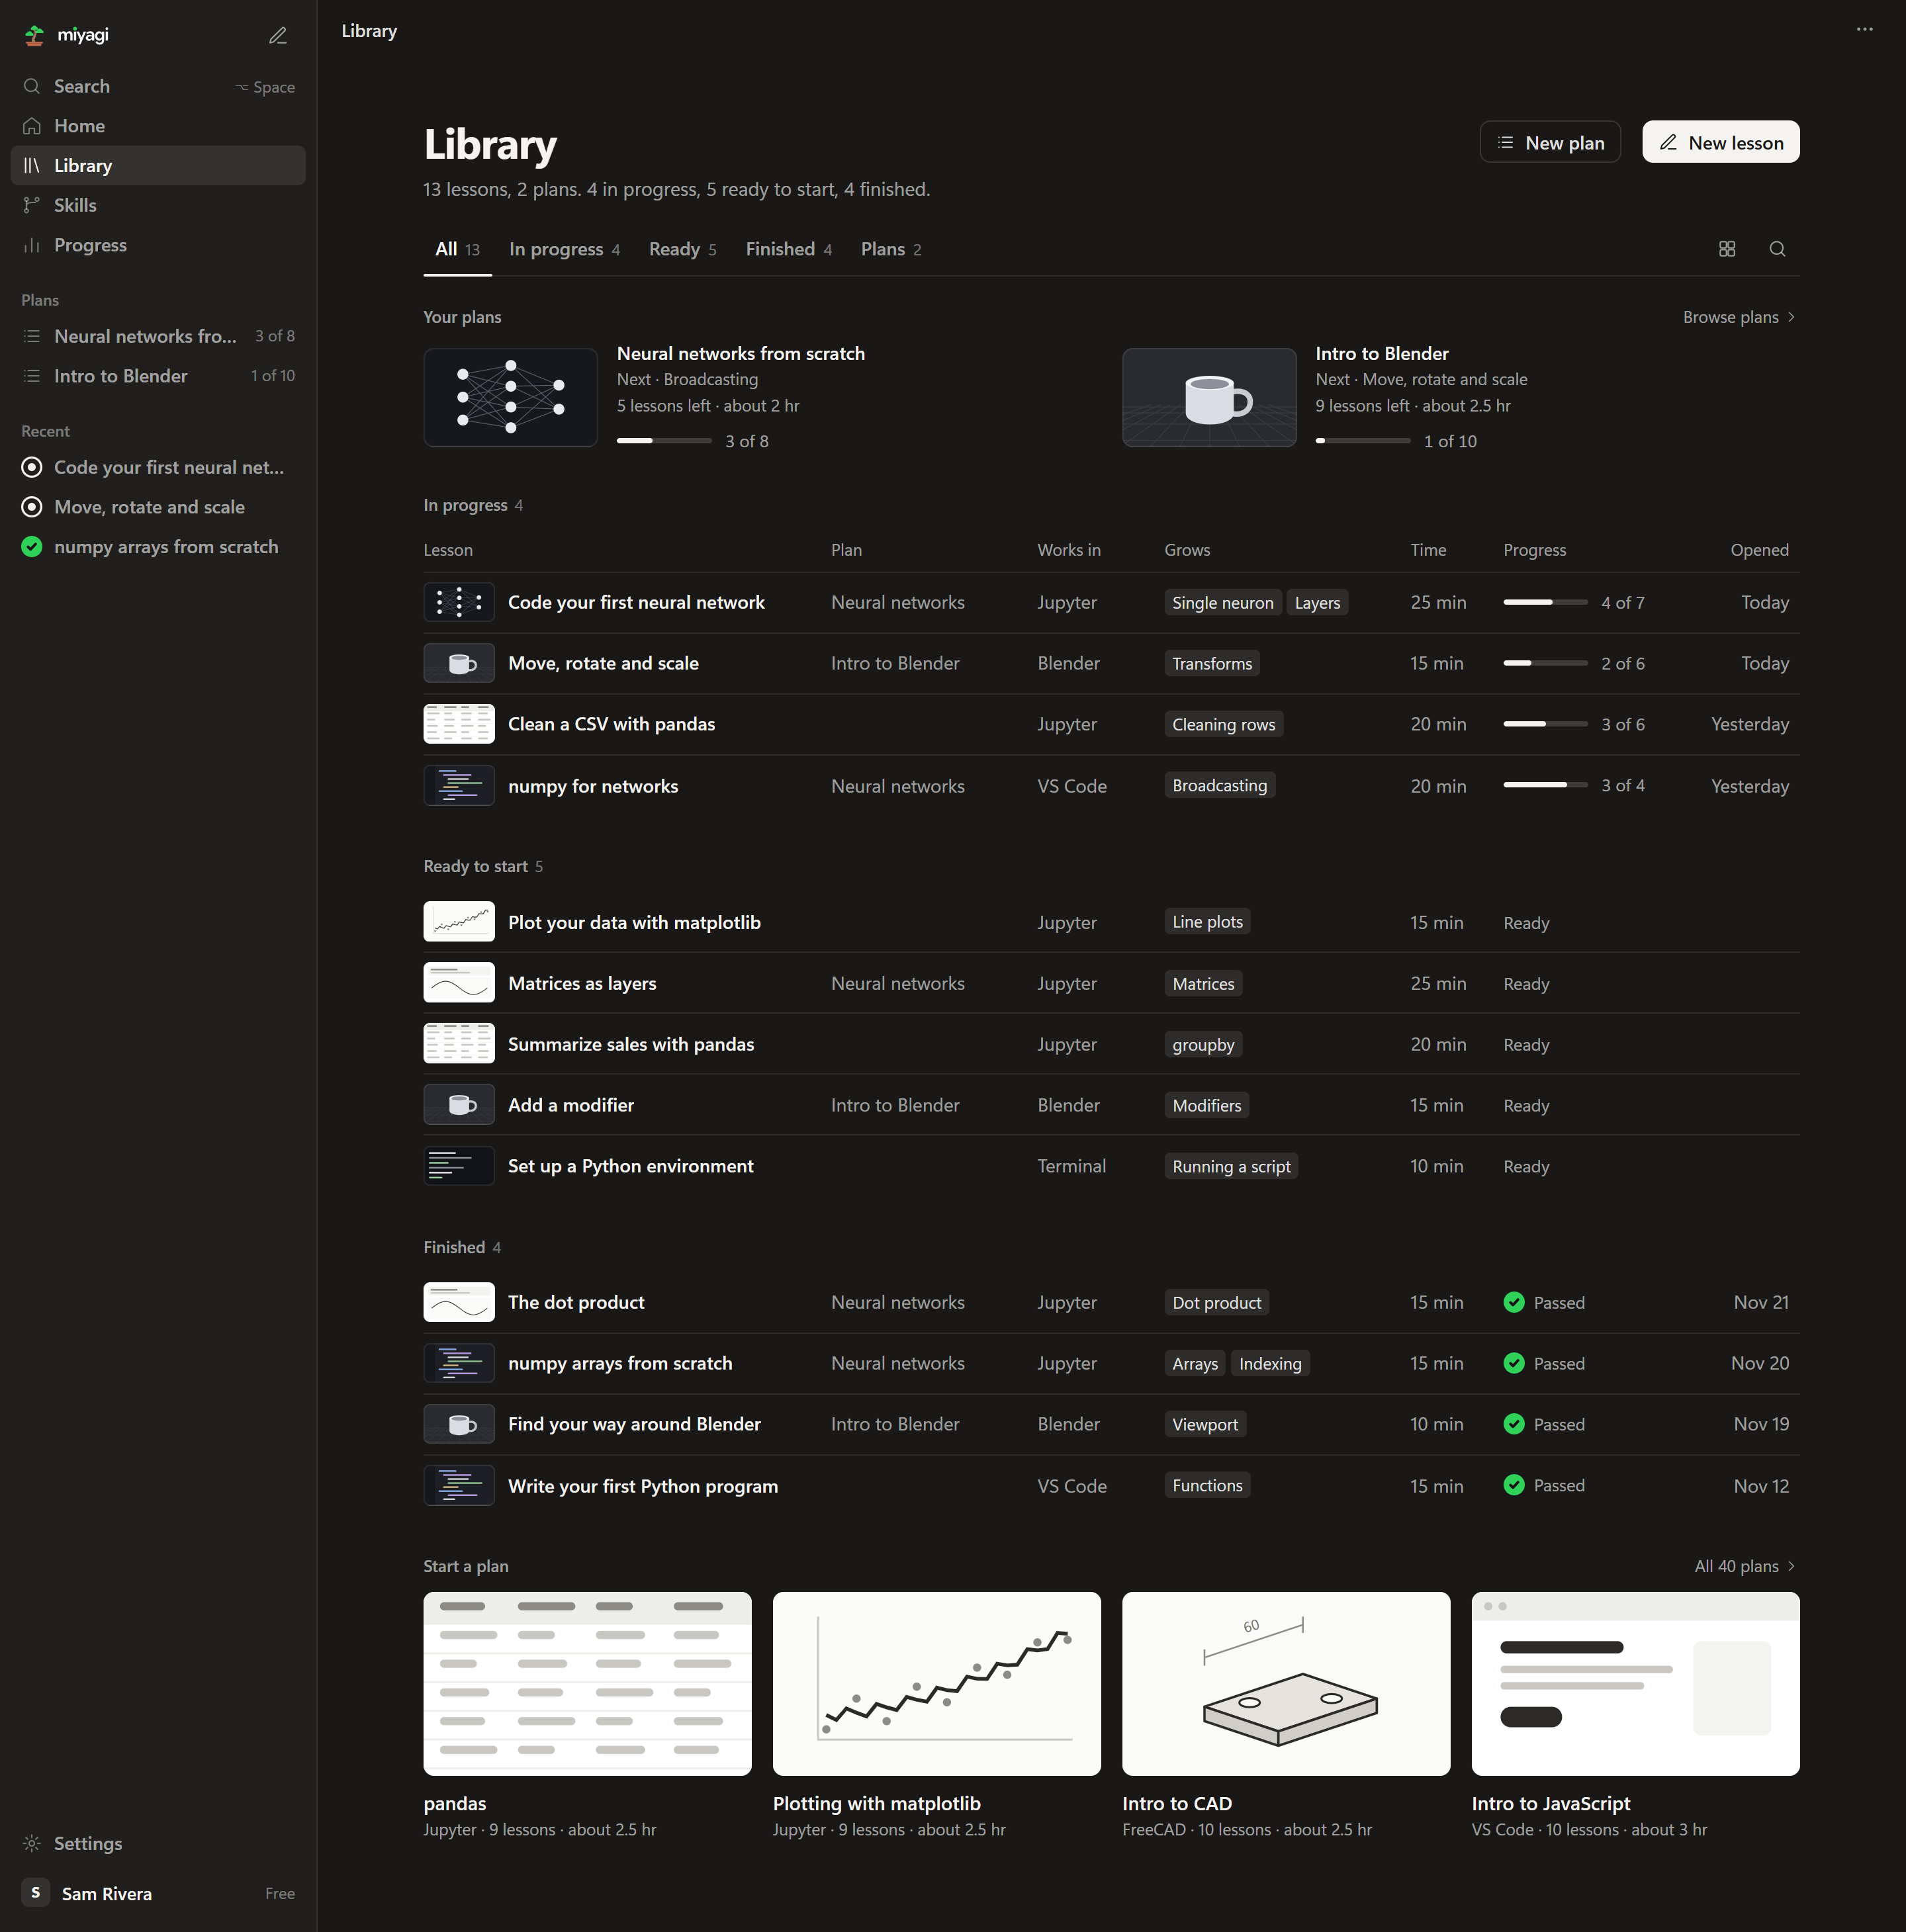 miyagi
Search
⌥ Space
Home
Library
Skills
Progress
Plans
Neural networks fro... 3 of 8
Intro to Blender 1 of 10
Recent
Code your first neural net...
Move, rotate and scale
numpy arrays from scratch
Settings
S Sam Rivera Free
Library
Library
New plan
New lesson
13 lessons, 2 plans. 4 in progress, 5 ready to start, 4 finished.
All 13 In progress 4 Ready 5 Finished 4 Plans 2
Your plans
Browse plans
Neural networks from scratch
Next · Broadcasting
5 lessons left · about 2 hr
3 of 8
Intro to Blender
Next · Move, rotate and scale
9 lessons left · about 2.5 hr
1 of 10
In progress 4
Lesson Plan Works in Grows Time Progress Opened
Code your first neural network Neural networks Jupyter Single neuron Layers 25 min 4 of 7 Today
Move, rotate and scale Intro to Blender Blender Transforms 15 min 2 of 6 Today
Clean a CSV with pandas Jupyter Cleaning rows 20 min 3 of 6 Yesterday
numpy for networks Neural networks VS Code Broadcasting 20 min 3 of 4 Yesterday
Ready to start 5
Plot your data with matplotlib Jupyter Line plots 15 min Ready
Matrices as layers Neural networks Jupyter Matrices 25 min Ready
Summarize sales with pandas Jupyter groupby 20 min Ready
Add a modifier Intro to Blender Blender Modifiers 15 min Ready
Set up a Python environment Terminal Running a script 10 min Ready
Finished 4
The dot product Neural networks Jupyter Dot product 15 min Passed Nov 21
numpy arrays from scratch Neural networks Jupyter Arrays Indexing 15 min Passed Nov 20
Find your way around Blender Intro to Blender Blender Viewport 10 min Passed Nov 19
Write your first Python program VS Code Functions 15 min Passed Nov 12
Start a plan
All 40 plans
60
pandas
Jupyter · 9 lessons · about 2.5 hr
Plotting with matplotlib
Jupyter · 9 lessons · about 2.5 hr
Intro to CAD
FreeCAD · 10 lessons · about 2.5 hr
Intro to JavaScript
VS Code · 10 lessons · about 3 hr